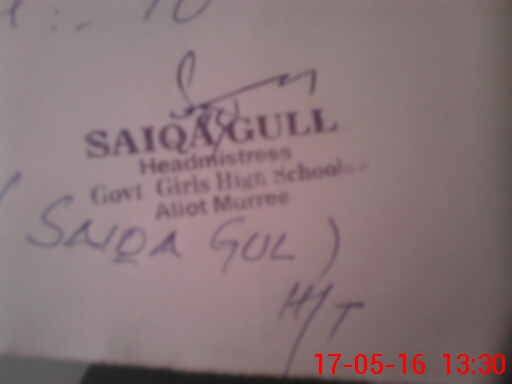 SAIQA GULL
Headmistress
Govt Girls High School
Aliot Murree
(SAIQA GUL)
H/T
17-05-16 13:30